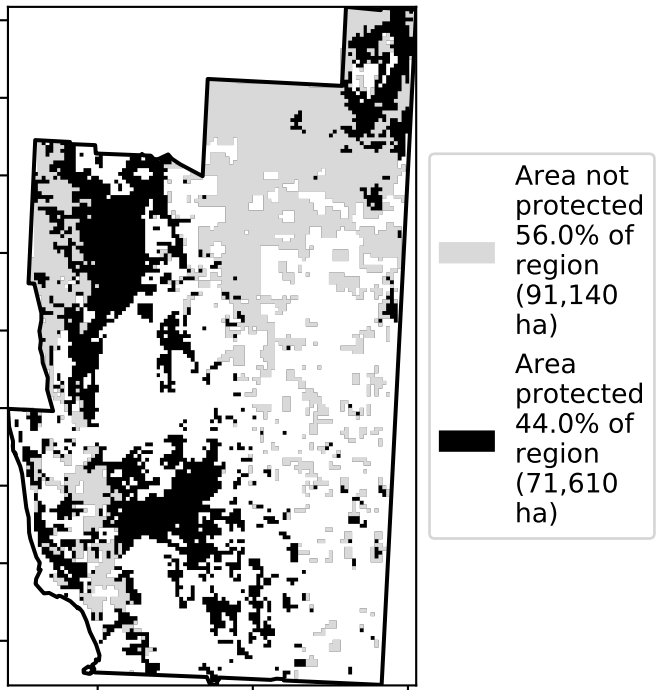 Area not
protected
56.0% of
region
(91,140
ha)
Area
protected
44.0% of
region
(71,610
ha)